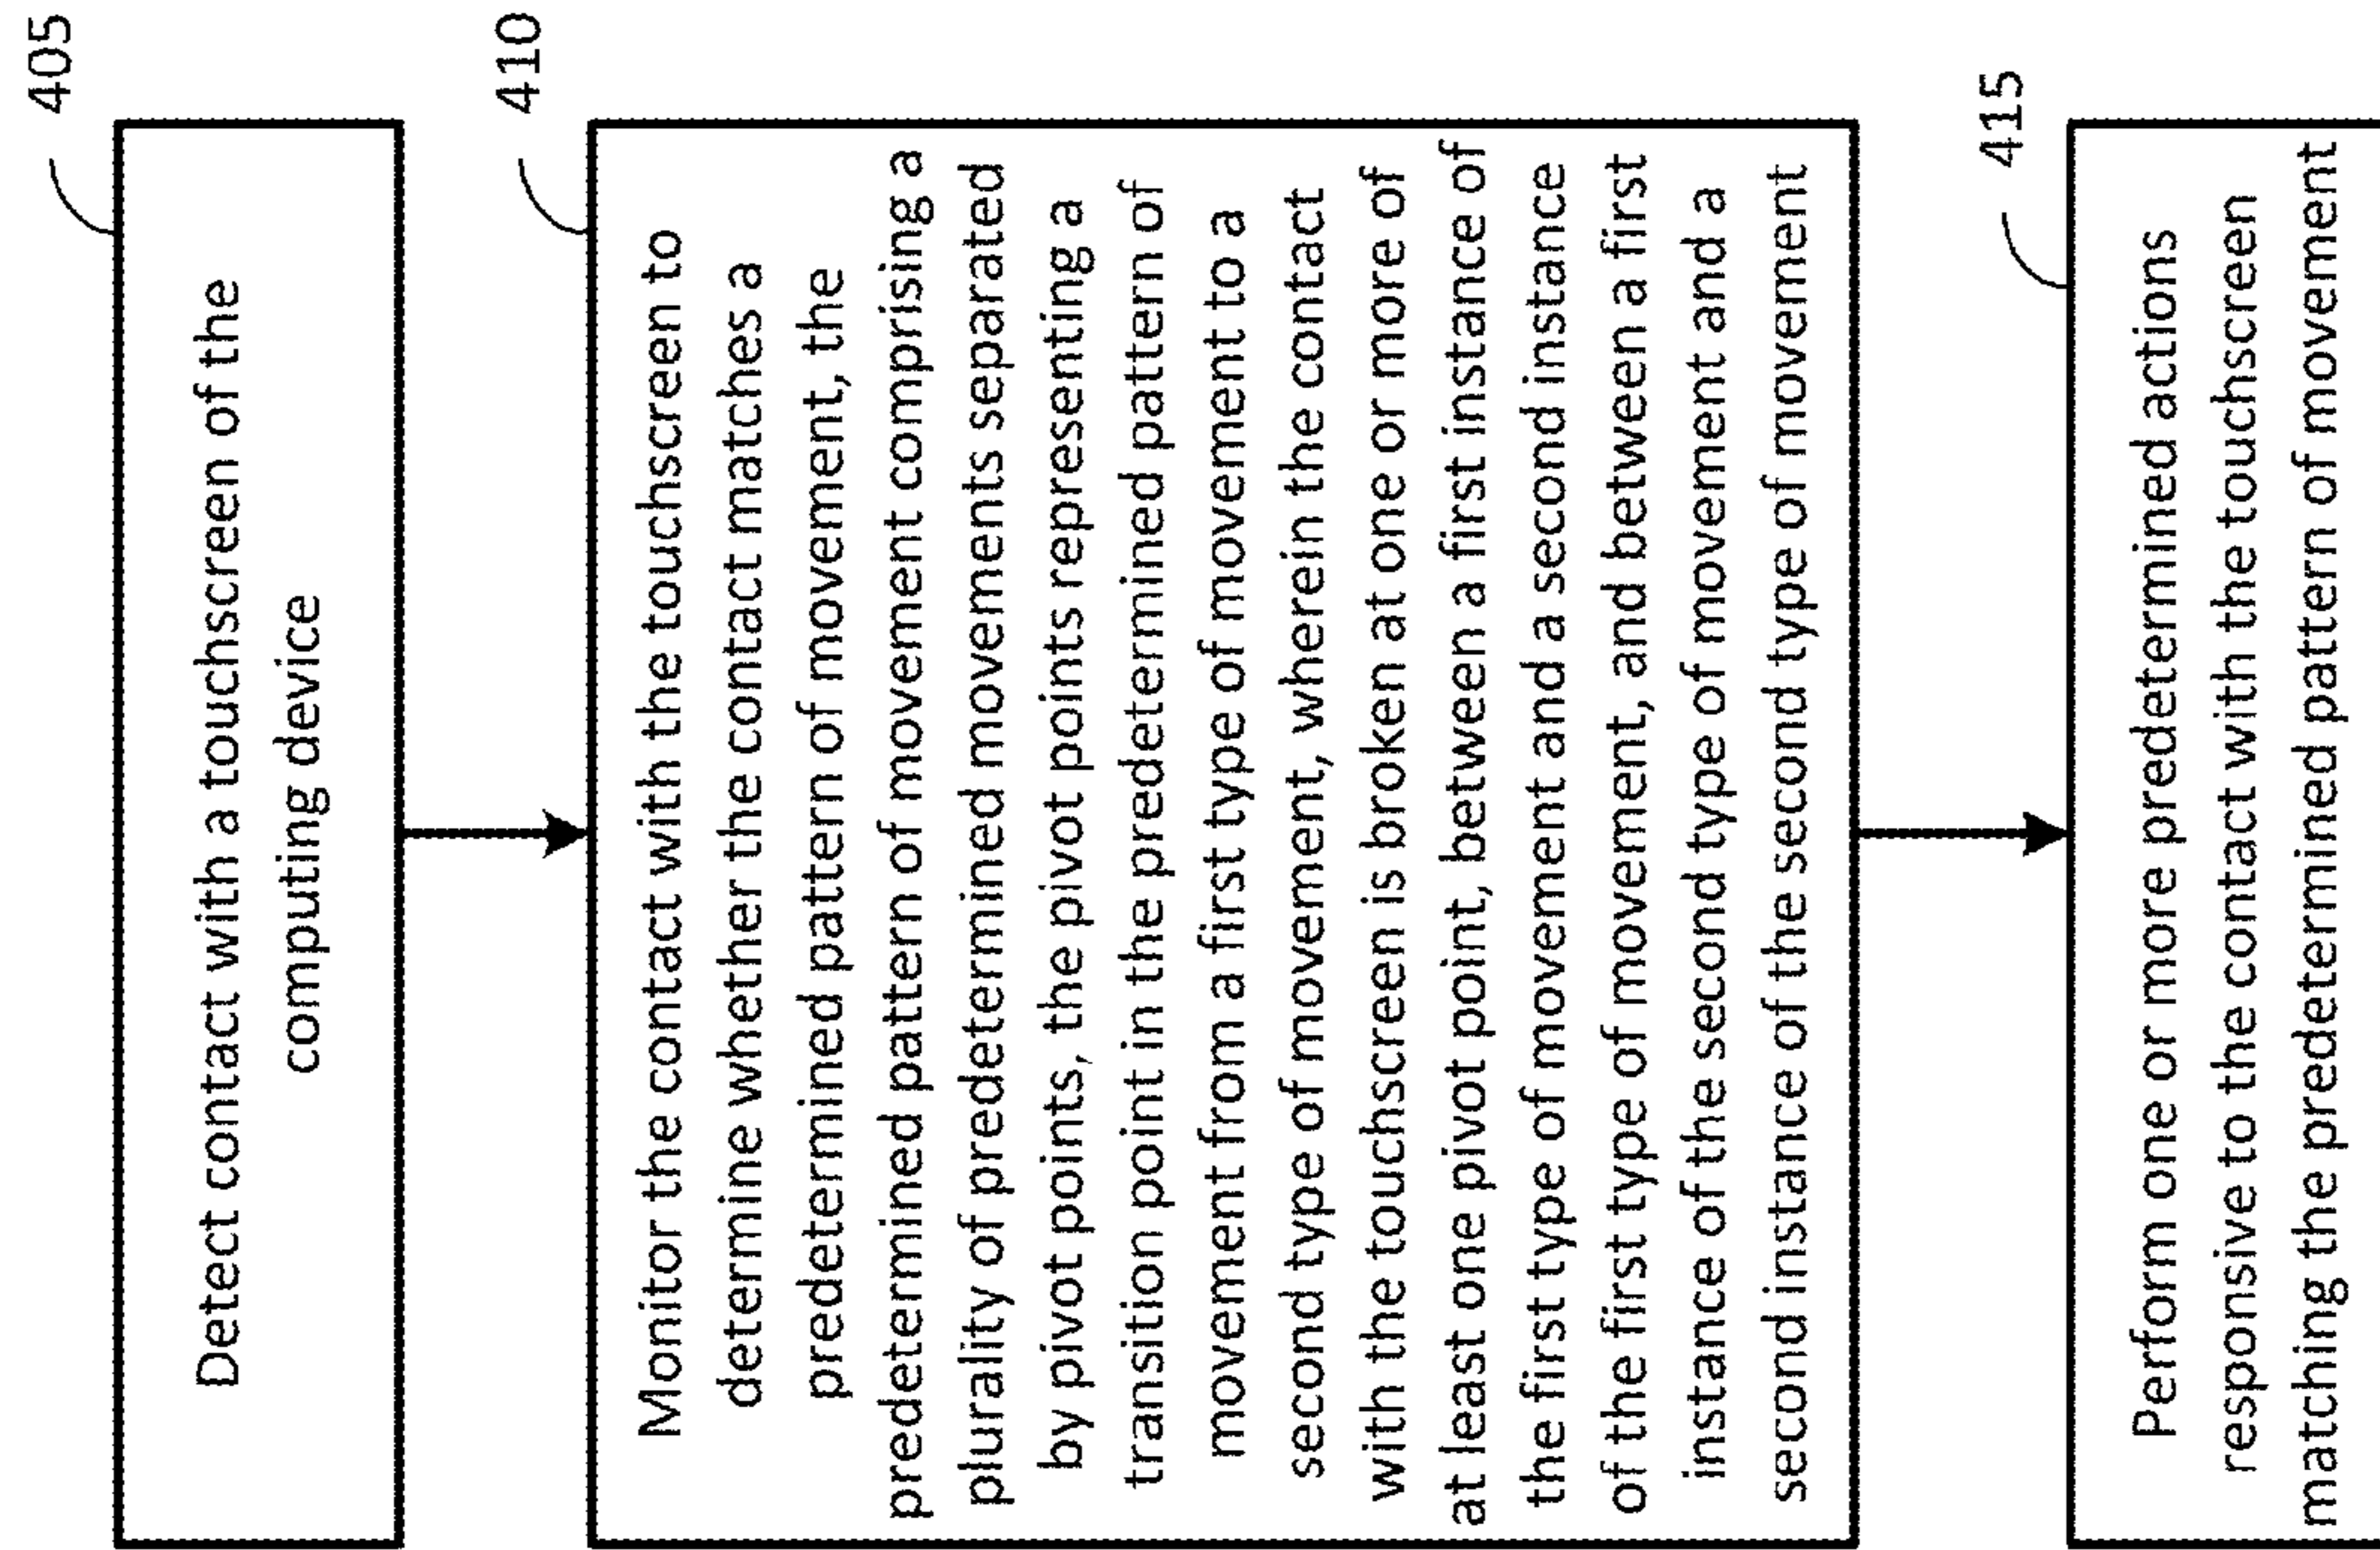 405
Detect contact with a touchscreen of the
computing device
410
Monitor the contact with the touchscreen to
determine whether the contact matches a
predetermined pattern of movement, the
predetermined pattern of movement comprising a
plurality of predetermined movements separated
by pivot points, the pivot points representing a
transition point in the predetermined pattern of
movement from a first type of movement to a
second type of movement, wherein the contact
with the touchscreen is broken at one or more of
at least one pivot point, between a first instance of
the first type of movement and a second instance
of the first type of movement, and between a first
instance of the second type of movement and a
second instance of the second type of movement
415
Perform one or more predetermined actions
responsive to the contact with the touchscreen
matching the predetermined pattern of movement